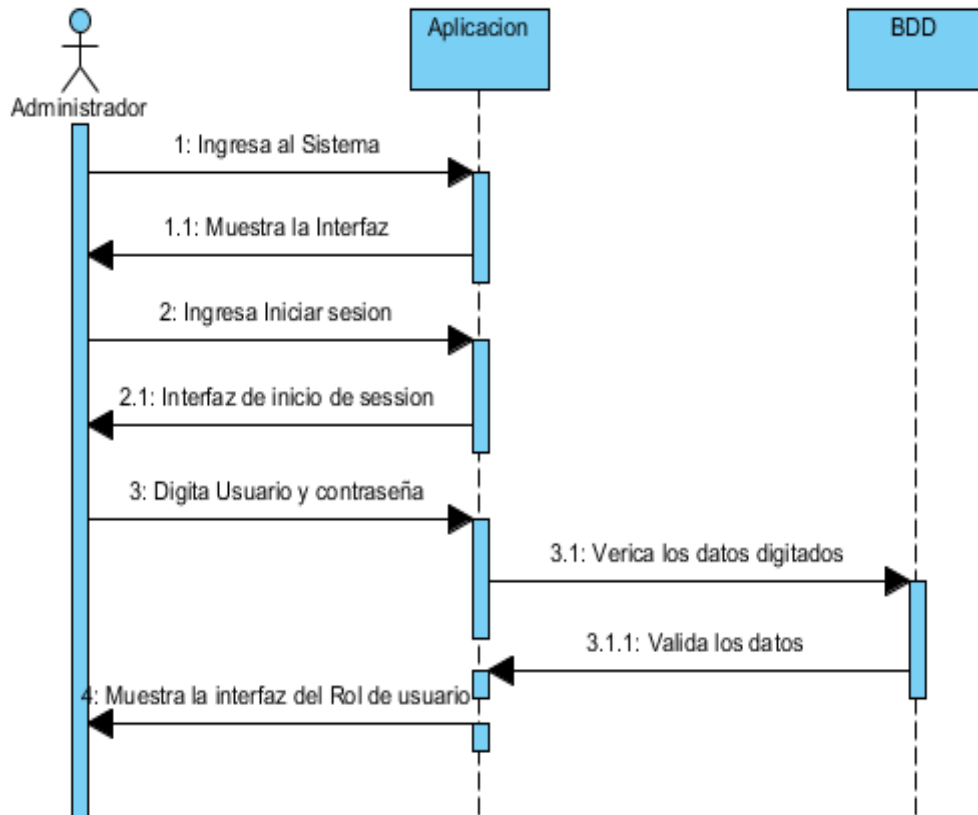 Aplicacion
BDD
Administrador
1: Ingresa al Sistema
1.1: Muestra la Interfaz
2: Ingresa Iniciar sesion
2.1: Interfaz de inicio de session
3: Digita Usuario y contraseña
3.1: Verica los datos digitados
3.1.1: Valida los datos
4: Muestra la interfaz del Rol de usuario